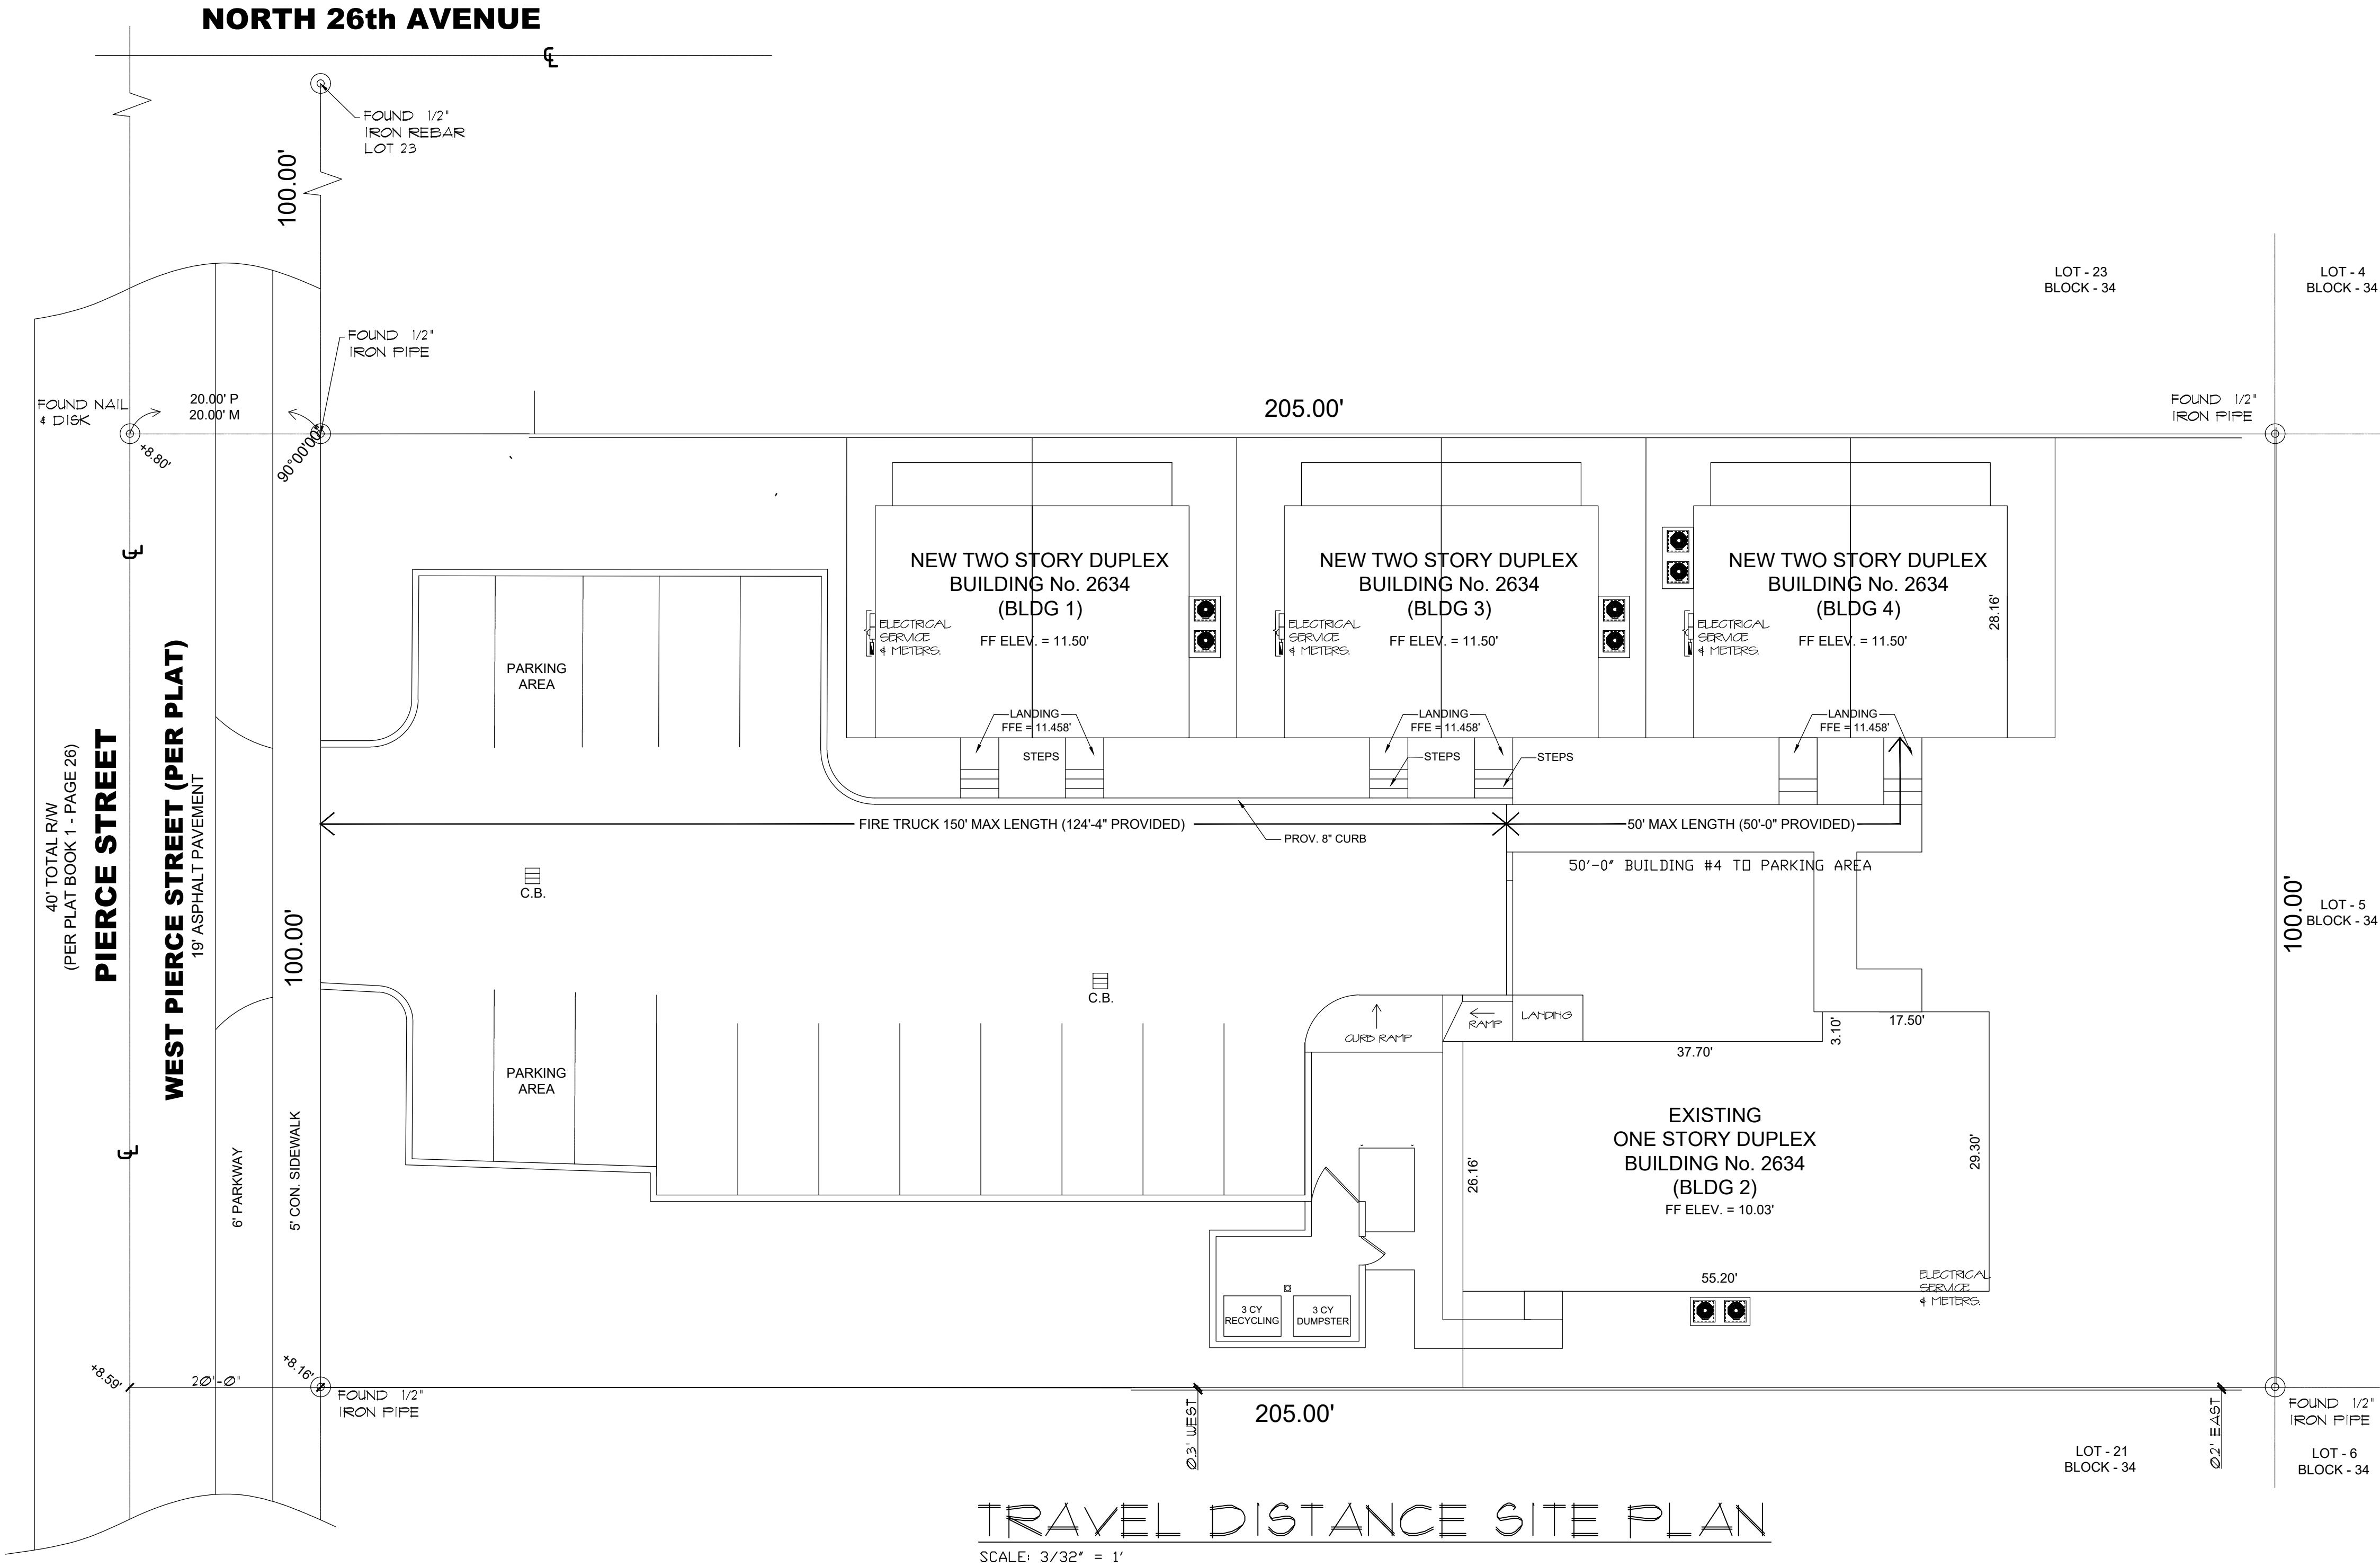 NORTH 26th AVENUE
FOUND 1/2"
IRON REBAR
LOT 23
100.00'
LOT - 23
BLOCK - 34
LOT - 4
BLOCK - 34
FOUND 1/2"
IRON PIPE
FOUND NAIL
& DISK
20.00' P
20.00' M
205.00'
FOUND 1/2"
IRON PIPE
+8.80'
90°00'00"
NEW TWO STORY DUPLEX
BUILDING No. 2634
(BLDG 1)
FF ELEV. = 11.50'
ELECTRICAL
SERVICE
& METERS.
NEW TWO STORY DUPLEX
BUILDING No. 2634
(BLDG 3)
FF ELEV. = 11.50'
ELECTRICAL
SERVICE
& METERS.
NEW TWO STORY DUPLEX
BUILDING No. 2634
(BLDG 4)
FF ELEV. = 11.50'
ELECTRICAL
SERVICE
& METERS.
28.16'
PARKING
AREA
LANDING
FFE = 11.458'
STEPS
LANDING
FFE = 11.458'
STEPS
STEPS
LANDING
FFE = 11.458'
40' TOTAL R/W
(PER PLAT BOOK 1 - PAGE 26)
PIERCE STREET
WEST PIERCE STREET (PER PLAT)
19' ASPHALT PAVEMENT
FIRE TRUCK 150' MAX LENGTH (124'-4" PROVIDED)
50' MAX LENGTH (50'-0" PROVIDED)
PROV. 8" CURB
50'-0" BUILDING #4 TO PARKING AREA
C.B.
100.00'
100.00'
LOT - 5
BLOCK - 34
C.B.
CURB RAMP
RAMP
LANDING
17.50'
3.10'
37.70'
PARKING
AREA
EXISTING
ONE STORY DUPLEX
BUILDING No. 2634
(BLDG 2)
FF ELEV. = 10.03'
26.16'
29.30'
6' PARKWAY
5' CON. SIDEWALK
55.20'
ELECTRICAL
SERVICE
& METERS.
3 CY
RECYCLING
3 CY
DUMPSTER
+8.59'
20'-0"
+8.16'
FOUND 1/2"
IRON PIPE
0.3' WEST
205.00'
0.2' EAST
FOUND 1/2"
IRON PIPE
LOT - 21
BLOCK - 34
LOT - 6
BLOCK - 34
TRAVEL DISTANCE SITE PLAN
SCALE: 3/32" = 1'